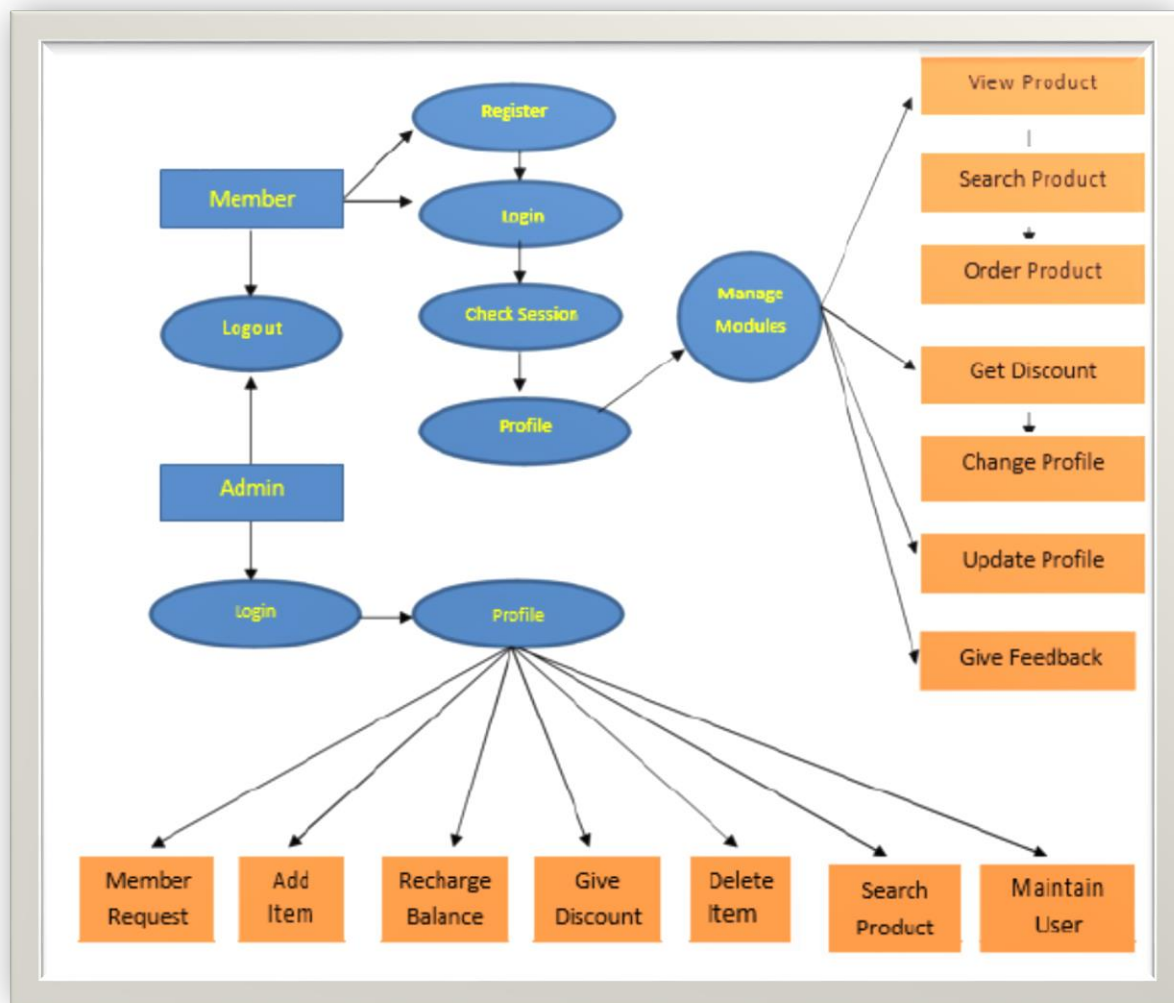 Register
Member
Login
Check Session
Logout
Profile
Admin
Login
Profile
Manage
Modules
View Product
Search Product
Order Product
Get Discount
Change Profile
Update Profile
Give Feedback
Member
Request
Add
Item
Recharge
Balance
Give
Discount
Delete
Item
Search
Product
Maintain
User